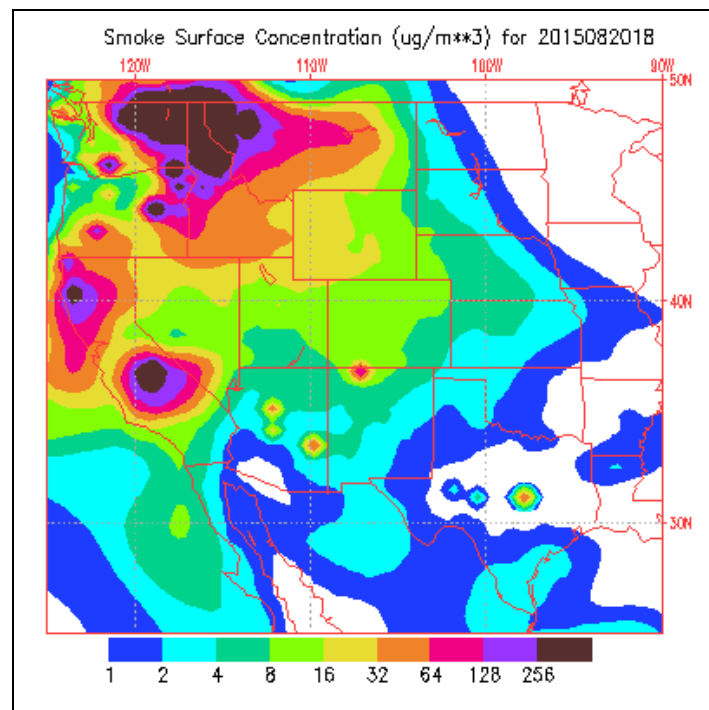 Smoke Surface Concentration (ug/m**3) for 2015082018
120W 110W 100W 90W
50N
40N
30N
1 2 4 8 16 32 64 128 256